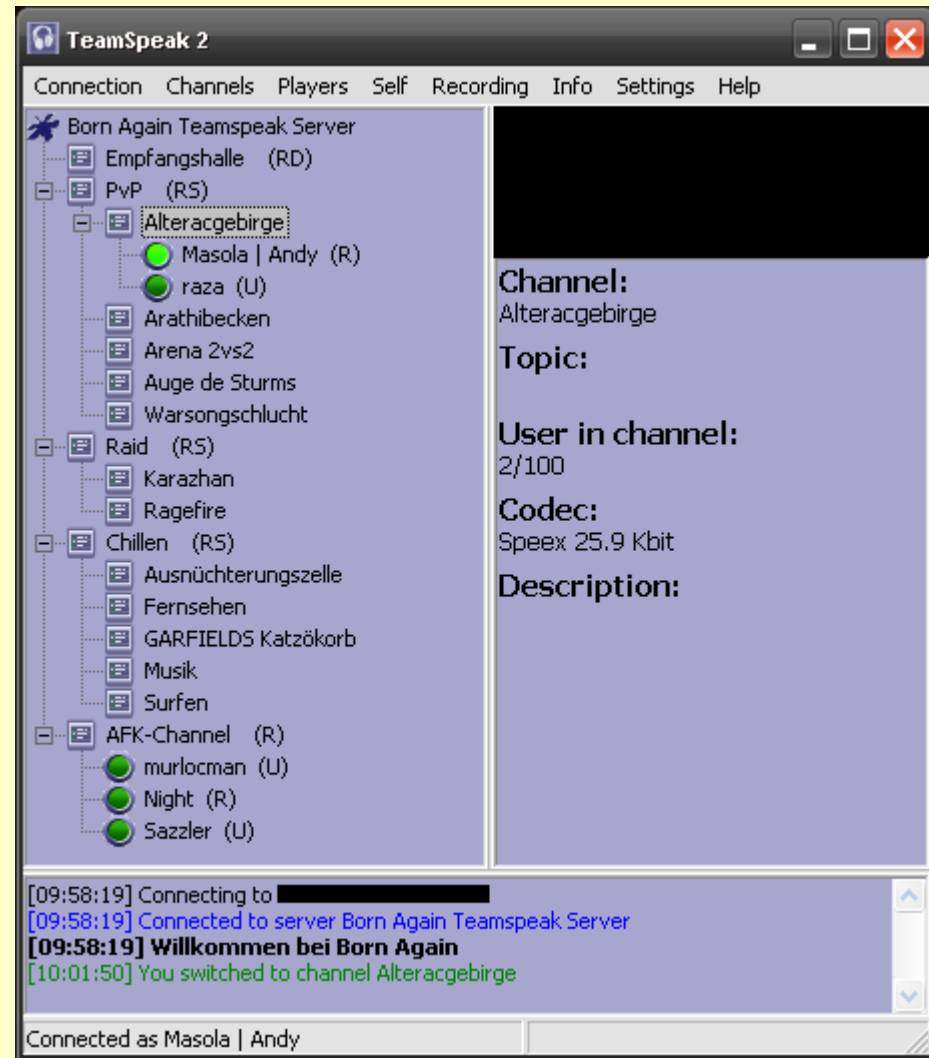 TeamSpeak 2
Connection Channels Players Self Recording Info Settings Help
Born Again Teamspeak Server
Empfangshalle (RD)
PvP (RS)
Alteracgebirge
Masola | Andy (R)
raza (U)
Arathibecken
Arena 2vs2
Auge de Sturms
Warsongschlucht
Raid (RS)
Karazhan
Ragefire
Chillen (RS)
Ausnüchterungszelle
Fernsehen
GARFIELDS Katzökorb
Musik
Surfen
AFK-Channel (R)
murlocman (U)
Night (R)
Sazzler (U)
Channel:
Alteracgebirge
Topic:
User in channel:
2/100
Codec:
Speex 25.9 Kbit
Description:
[09:58:19] Connecting to
[09:58:19] Connected to server Born Again Teamspeak Server
[09:58:19] Willkommen bei Born Again
[10:01:50] You switched to channel Alteracgebirge
Connected as Masola | Andy